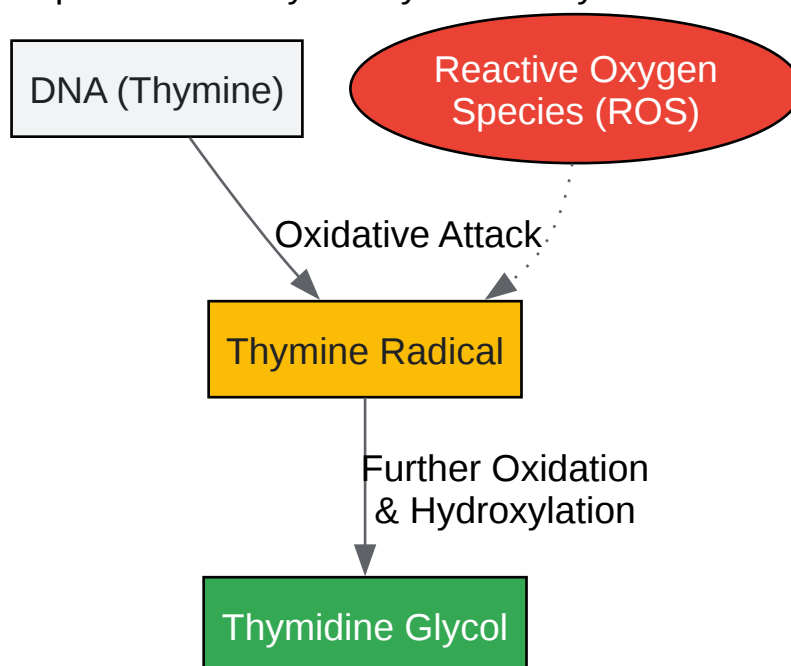 DNA (Thymine)
Reactive Oxygen
Species (ROS)
Oxidative Attack
Thymine Radical
Further Oxidation
& Hydroxylation
Thymidine Glycol